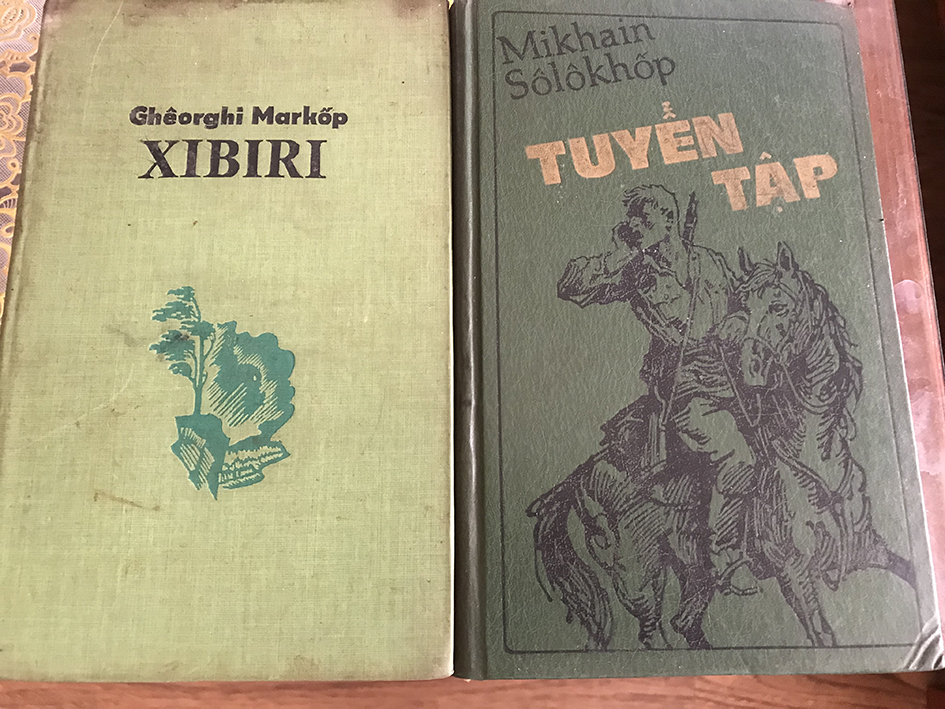 Ghêorghi Markốp
XIBIRI
Mikhain
Sôlôkhốp
TUYỂN
TẬP